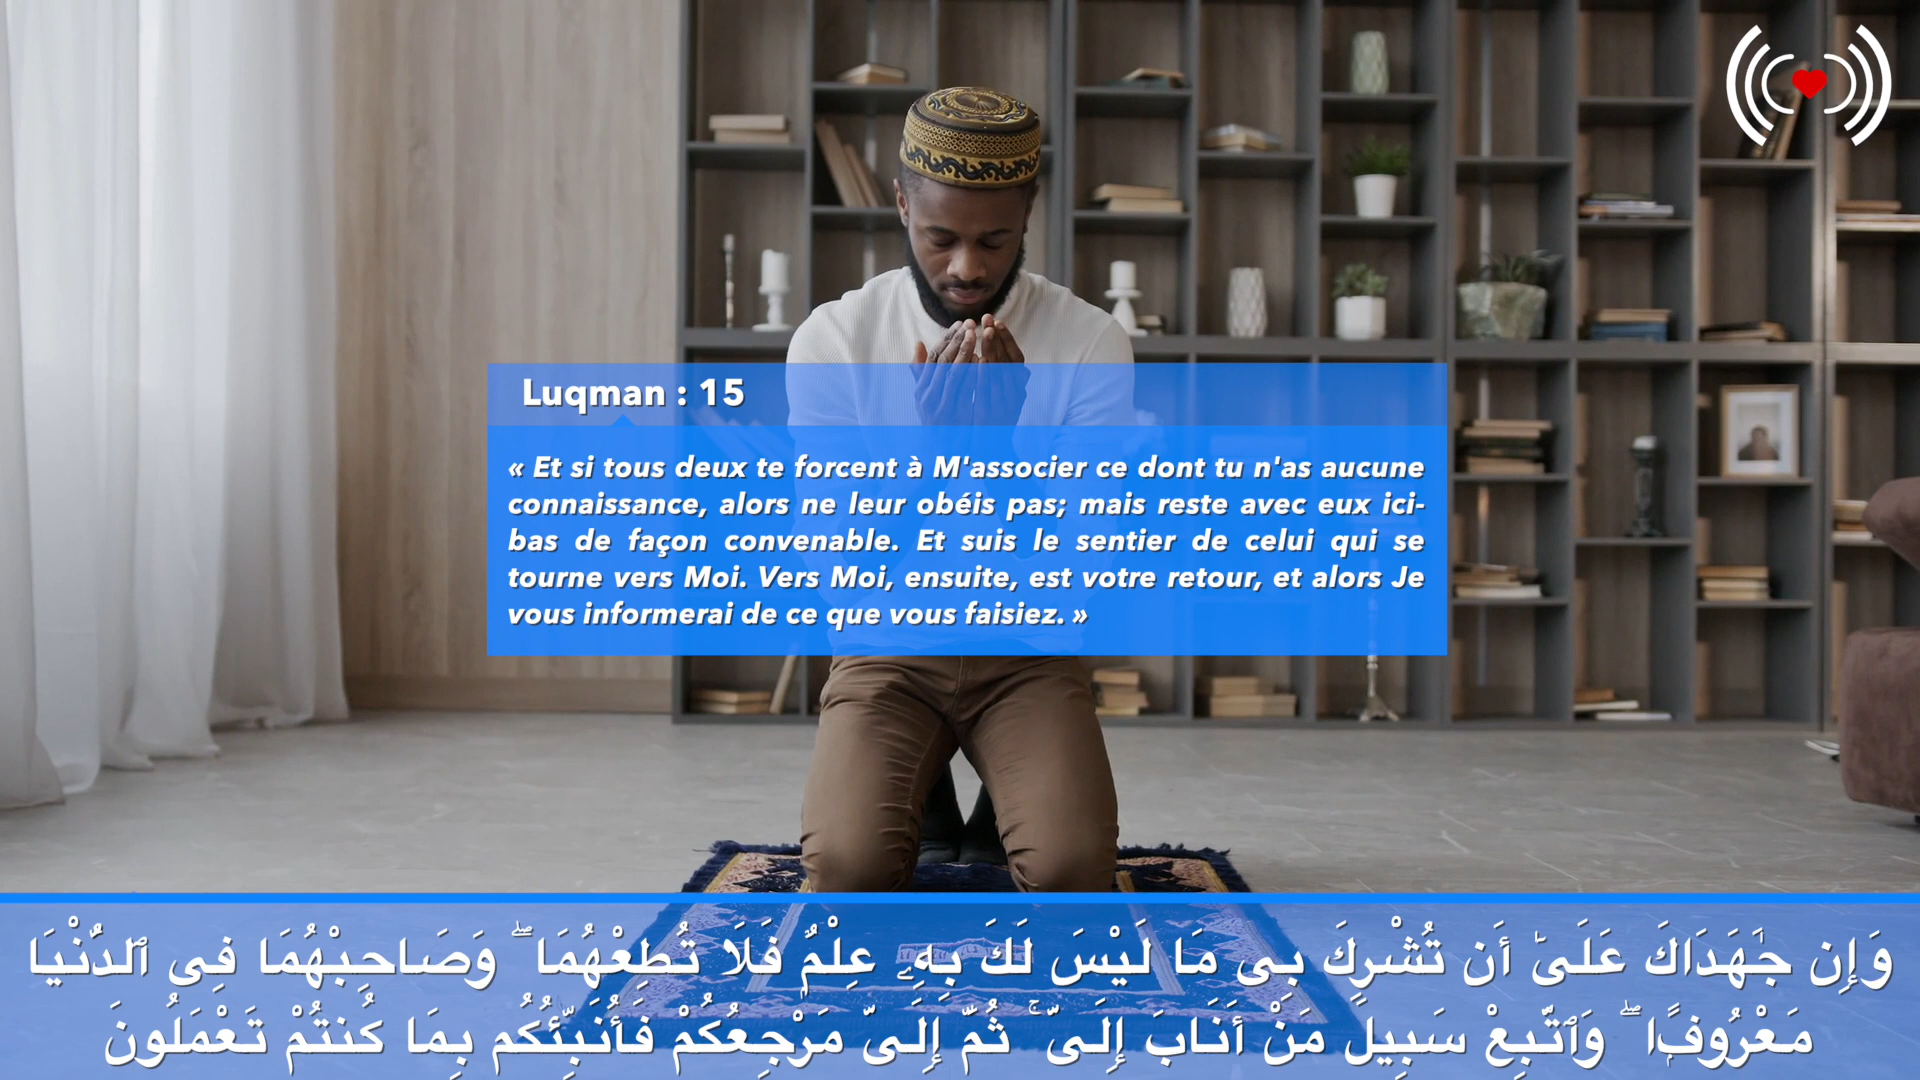 Luqman : 15
« Et si tous deux te forcent à M'associer ce dont tu n'as aucune
connaissance, alors ne leur obéis pas; mais reste avec eux ici-
bas de façon convenable. Et suis le sentier de celui qui se
tourne vers Moi. Vers Moi, ensuite, est votre retour, et alors Je
vous informerai de ce que vous faisiez. »
وَإِن جَٰهَدَاكَ عَلَىٰٓ أَن تُشْرِكَ بِى مَا لَيْسَ لَكَ بِهِۦ عِلْمٌ فَلَا تُطِعْهُمَا ۖ وَصَاحِبْهُمَا فِى ٱلدُّنْيَا
مَعْرُوفًا ۖ وَٱتَّبِعْ سَبِيلَ مَنْ أَنَابَ إِلَىَّ ۚ ثُمَّ إِلَىَّ مَرْجِعُكُمْ فَأُنَبِّئُكُم بِمَا كُنتُمْ تَعْمَلُونَ